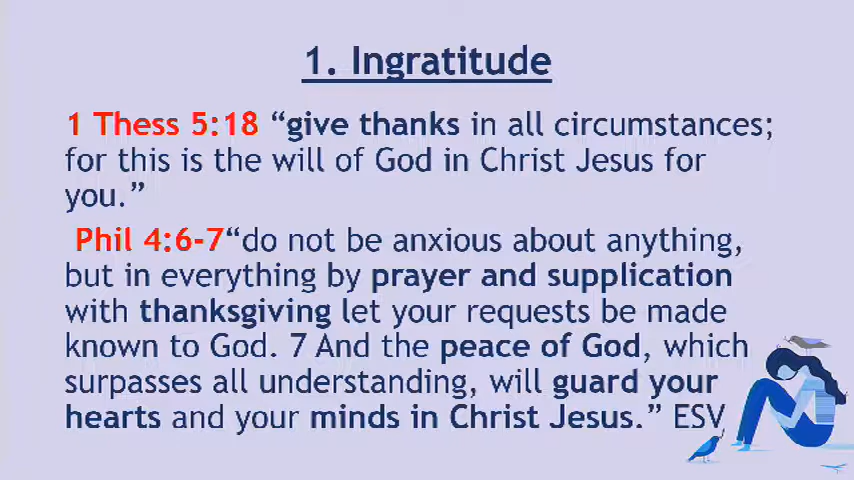 1. Ingratitude
1 Thess 5:18 “give thanks in all circumstances;
for this is the will of God in Christ Jesus for
you.”
Phil 4:6-7“do not be anxious about anything,
but in everything by prayer and supplication
with thanksgiving let your requests be made
known to God. 7 And the peace of God, which
surpasses all understanding, will guard your
hearts and your minds in Christ Jesus.” ESV